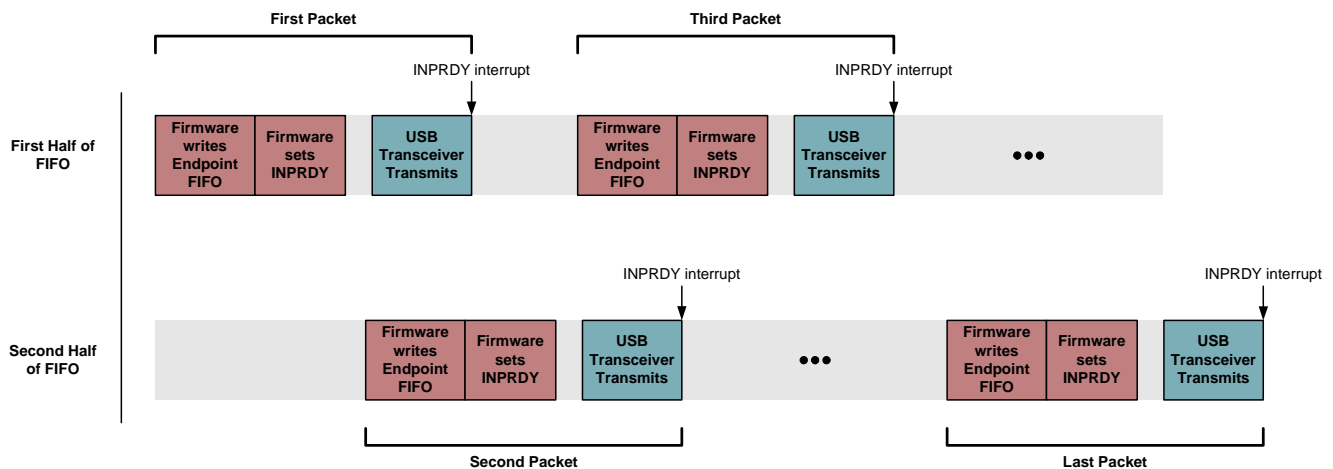 First Packet
Third Packet
INPRDY interrupt
INPRDY interrupt
First Half of
FIFO
Firmware
writes
Endpoint
FIFO
Firmware
sets
INPRDY
USB
Transceiver
Transmits
Firmware
writes
Endpoint
FIFO
Firmware
sets
INPRDY
USB
Transceiver
Transmits
•••
INPRDY interrupt
INPRDY interrupt
Second Half
of FIFO
Firmware
writes
Endpoint
FIFO
Firmware
sets
INPRDY
USB
Transceiver
Transmits
•••
Firmware
writes
Endpoint
FIFO
Firmware
sets
INPRDY
USB
Transceiver
Transmits
Second Packet
Last Packet